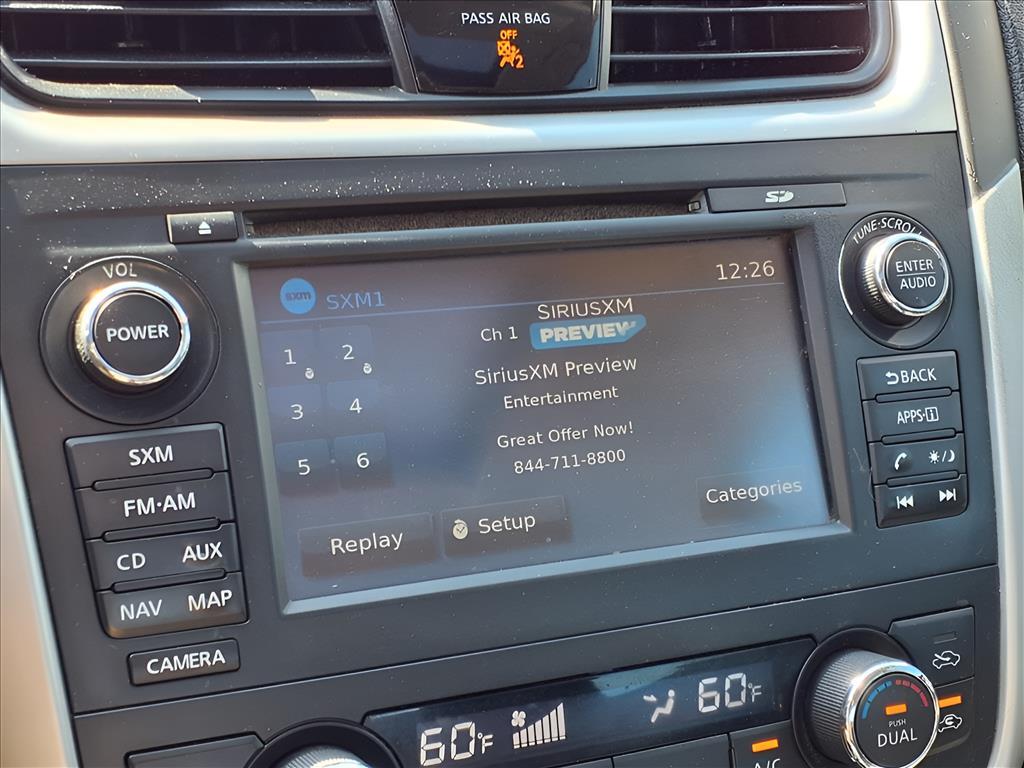 PASS AIR BAG
OFF
2
VOL
POWER
TUNE·SCROLL
ENTER
AUDIO
sxm
SXM1
12:26
1
2
3
4
5
6
Ch 1
SIRIUSXM
PREVIEW
SiriusXM Preview
Entertainment
Great Offer Now!
844-711-8800
Replay
Setup
Categories
SXM
FM·AM
CD AUX
NAV MAP
CAMERA
BACK
APPS·i
60°F
60°F
PUSH
DUAL
A/C